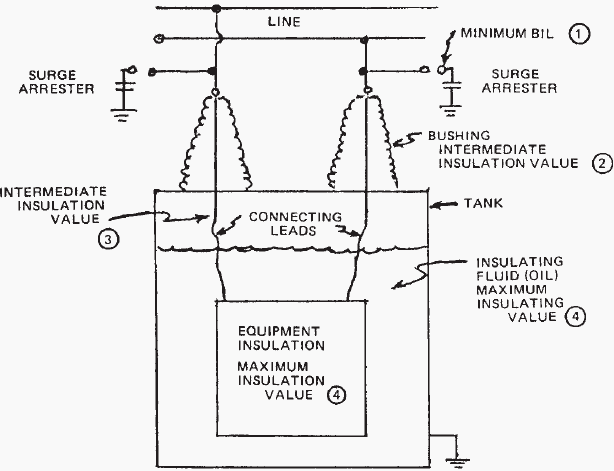 LINE
MINIMUM BIL 1
SURGE
ARRESTER
SURGE
ARRESTER
BUSHING
INTERMEDIATE
INSULATION VALUE 2
INTERMEDIATE
INSULATION
VALUE
3
CONNECTING
LEADS
TANK
INSULATING
FLUID (OIL)
MAXIMUM
INSULATING
VALUE 4
EQUIPMENT
INSULATION
MAXIMUM
INSULATION
VALUE 4